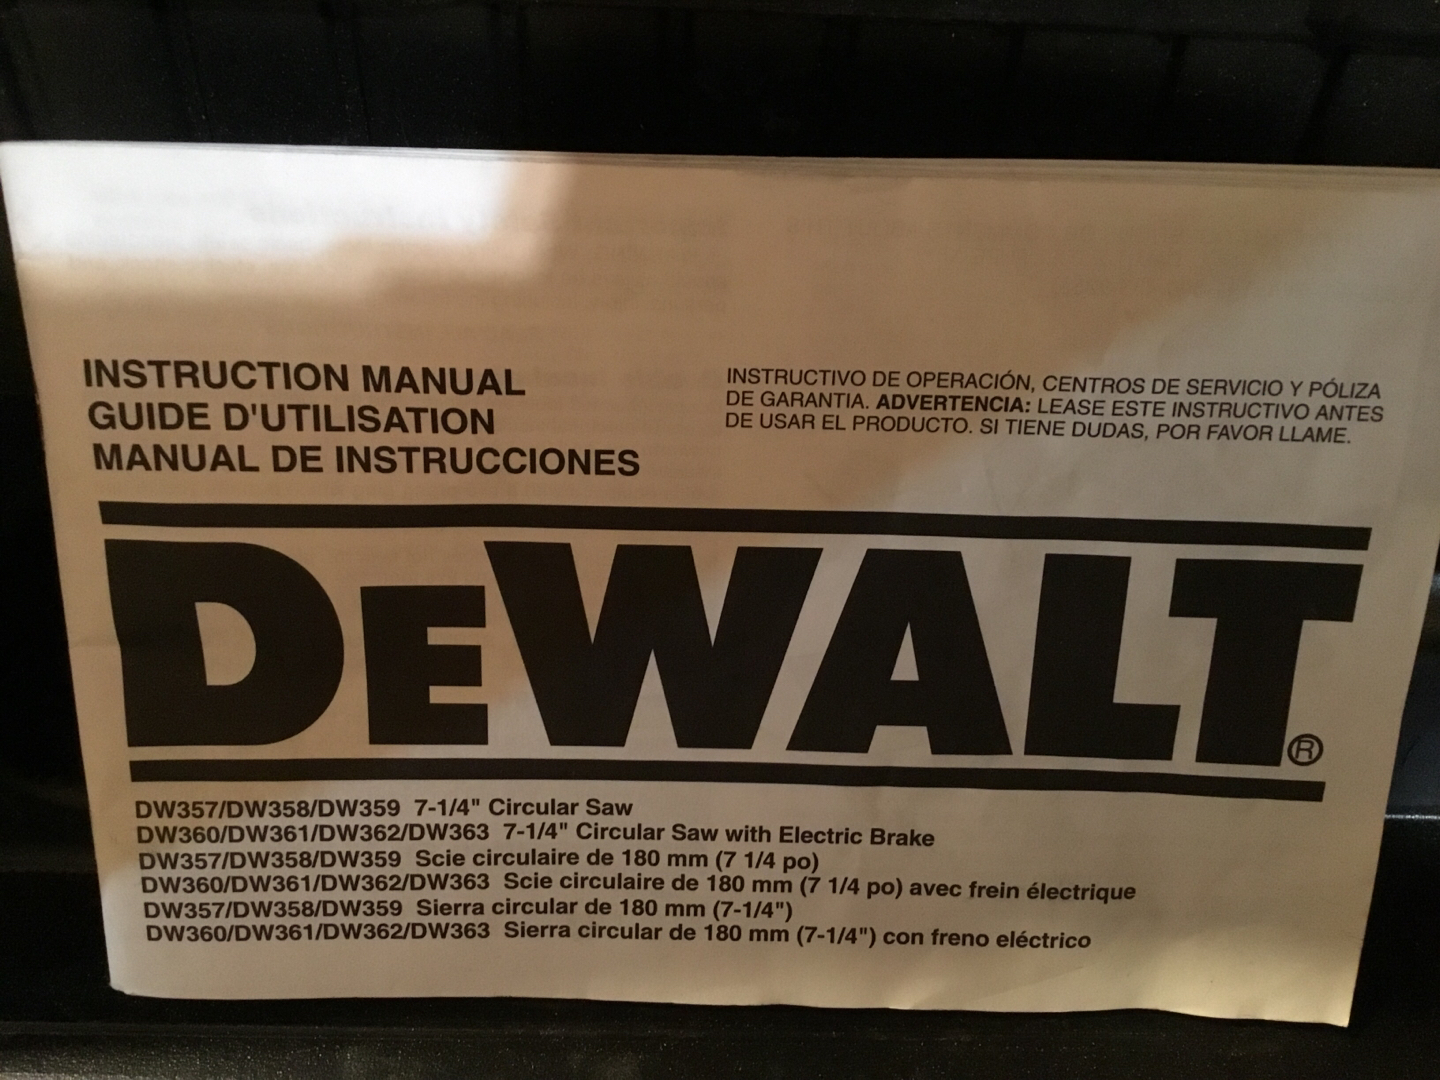 INSTRUCTION MANUAL
GUIDE D'UTILISATION
MANUAL DE INSTRUCCIONES
INSTRUCTIVO DE OPERACIÓN, CENTROS DE SERVICIO Y PÓLIZA
DE GARANTIA. ADVERTENCIA: LEASE ESTE INSTRUCTIVO ANTES
DE USAR EL PRODUCTO. SI TIENE DUDAS, POR FAVOR LLAME.
DEWALT®
DW357/DW358/DW359 7-1/4" Circular Saw
DW360/DW361/DW362/DW363 7-1/4" Circular Saw with Electric Brake
DW357/DW358/DW359 Scie circulaire de 180 mm (7 1/4 po)
DW360/DW361/DW362/DW363 Scie circulaire de 180 mm (7 1/4 po) avec frein électrique
DW357/DW358/DW359 Sierra circular de 180 mm (7-1/4")
DW360/DW361/DW362/DW363 Sierra circular de 180 mm (7-1/4") con freno eléctrico